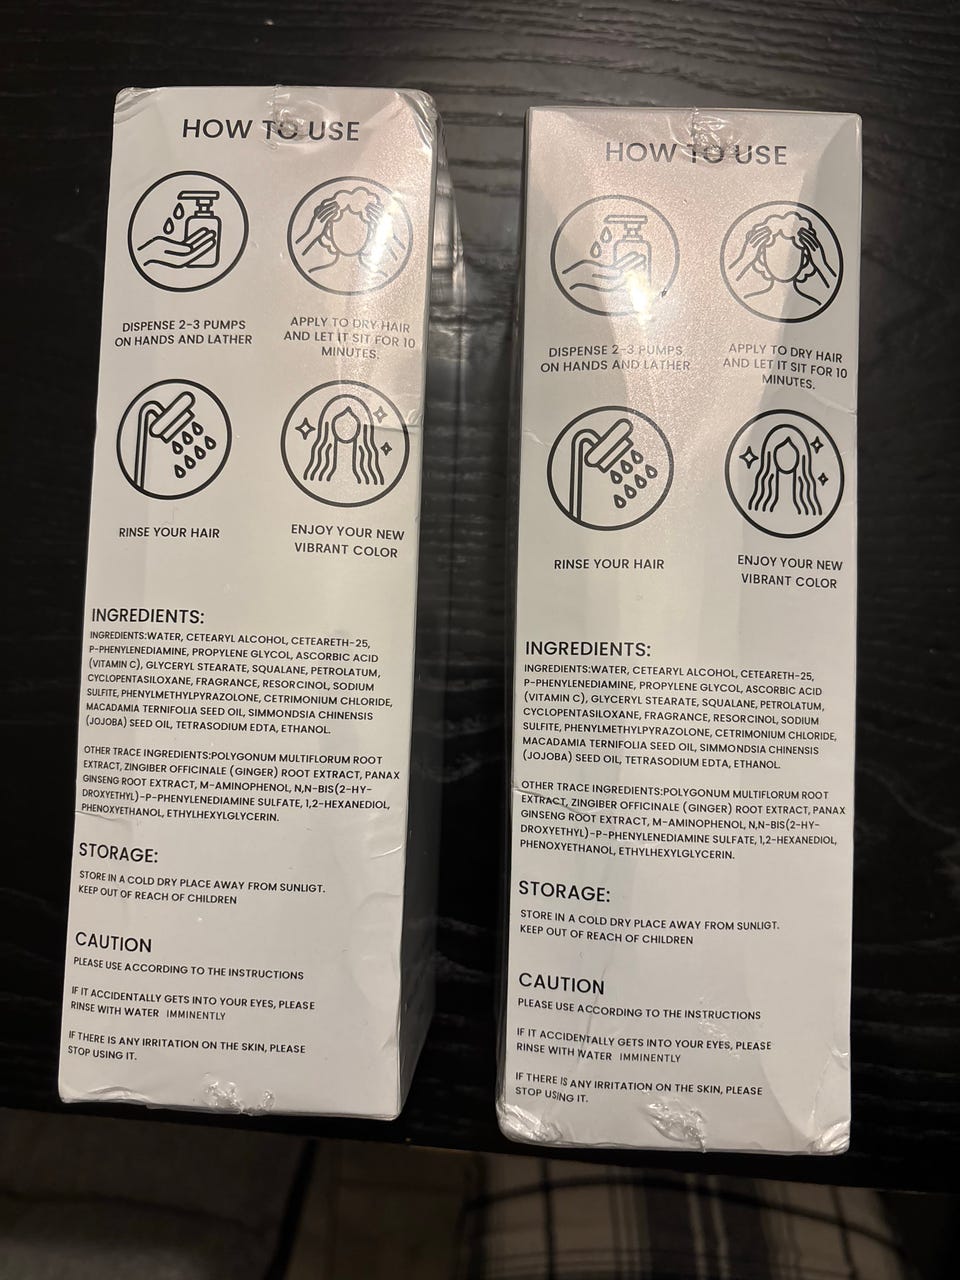 HOW TO USE
DISPENSE 2-3 PUMPS
ON HANDS AND LATHER
APPLY TO DRY HAIR
AND LET IT SIT FOR 10
MINUTES.
RINSE YOUR HAIR
ENJOY YOUR NEW
VIBRANT COLOR
INGREDIENTS:
INGREDIENTS:WATER, CETEARYL ALCOHOL, CETEARETH-25,
P-PHENYLENEDIAMINE, PROPYLENE GLYCOL, ASCORBIC ACID
(VITAMIN C), GLYCERYL STEARATE, SQUALANE, PETROLATUM,
CYCLOPENTASILOXANE, FRAGRANCE, RESORCINOL, SODIUM
SULFITE, PHENYLMETHYLPYRAZOLONE, CETRIMONIUM CHLORIDE,
MACADAMIA TERNIFOLIA SEED OIL, SIMMONDSIA CHINENSIS
(JOJOBA) SEED OIL, TETRASODIUM EDTA, ETHANOL.
OTHER TRACE INGREDIENTS:POLYGONUM MULTIFLORUM ROOT
EXTRACT, ZINGIBER OFFICINALE (GINGER) ROOT EXTRACT, PANAX
GINSENG ROOT EXTRACT, M-AMINOPHENOL, N,N-BIS(2-HY-
DROXYETHYL)-P-PHENYLENEDIAMINE SULFATE, 1,2-HEXANEDIOL,
PHENOXYETHANOL, ETHYLHEXYLGLYCERIN.
STORAGE:
STORE IN A COLD DRY PLACE AWAY FROM SUNLIGT.
KEEP OUT OF REACH OF CHILDREN
CAUTION
PLEASE USE ACCORDING TO THE INSTRUCTIONS
IF IT ACCIDENTALLY GETS INTO YOUR EYES, PLEASE
RINSE WITH WATER IMMINENTLY
IF THERE IS ANY IRRITATION ON THE SKIN, PLEASE
STOP USING IT.
HOW TO USE
DISPENSE 2-3 PUMPS
ON HANDS AND LATHER
APPLY TO DRY HAIR
AND LET IT SIT FOR 10
MINUTES.
RINSE YOUR HAIR
ENJOY YOUR NEW
VIBRANT COLOR
INGREDIENTS:
INGREDIENTS:WATER, CETEARYL ALCOHOL, CETEARETH-25,
P-PHENYLENEDIAMINE, PROPYLENE GLYCOL, ASCORBIC ACID
(VITAMIN C), GLYCERYL STEARATE, SQUALANE, PETROLATUM,
CYCLOPENTASILOXANE, FRAGRANCE, RESORCINOL, SODIUM
SULFITE, PHENYLMETHYLPYRAZOLONE, CETRIMONIUM CHLORIDE,
MACADAMIA TERNIFOLIA SEED OIL, SIMMONDSIA CHINENSIS
(JOJOBA) SEED OIL, TETRASODIUM EDTA, ETHANOL.
OTHER TRACE INGREDIENTS:POLYGONUM MULTIFLORUM ROOT
EXTRACT, ZINGIBER OFFICINALE (GINGER) ROOT EXTRACT, PANAX
GINSENG ROOT EXTRACT, M-AMINOPHENOL, N,N-BIS(2-HY-
DROXYETHYL)-P-PHENYLENEDIAMINE SULFATE, 1,2-HEXANEDIOL,
PHENOXYETHANOL, ETHYLHEXYLGLYCERIN.
STORAGE:
STORE IN A COLD DRY PLACE AWAY FROM SUNLIGT.
KEEP OUT OF REACH OF CHILDREN
CAUTION
PLEASE USE ACCORDING TO THE INSTRUCTIONS
IF IT ACCIDENTALLY GETS INTO YOUR EYES, PLEASE
RINSE WITH WATER IMMINENTLY
IF THERE IS ANY IRRITATION ON THE SKIN, PLEASE
STOP USING IT.